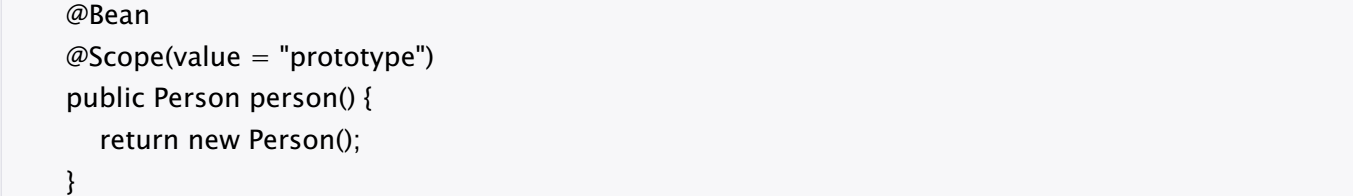 @Bean
@Scope(value = "prototype")
public Person person() {
return new Person();
}